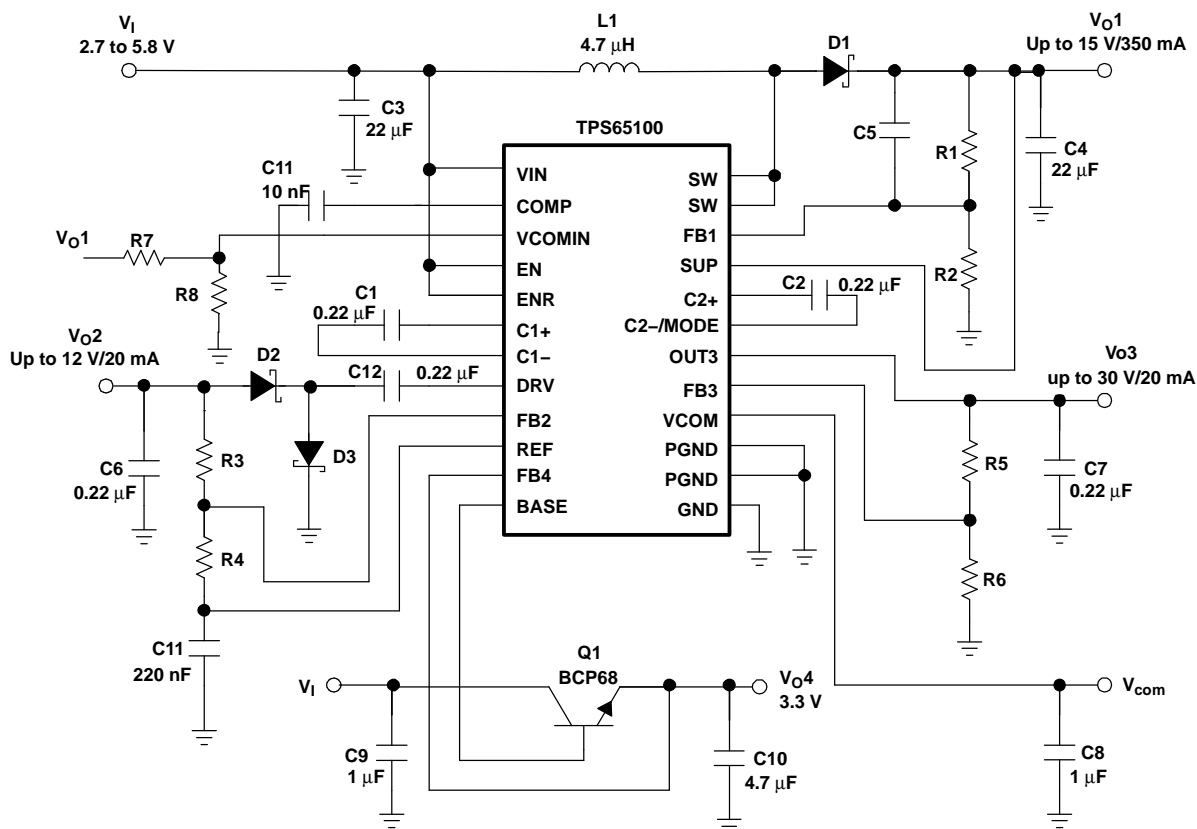 V_I
2.7 to 5.8 V
L1
4.7 μH
D1
V_O1
Up to 15 V/350 mA
C3
22 μF
C5
R1
C4
22 μF
TPS65100
C11
10 nF
V_O1
R7
R8
VIN
COMP
VCOMIN
EN
ENR
C1+
C1–
DRV
FB2
REF
FB4
BASE
SW
SW
FB1
SUP
C2+
C2–/MODE
OUT3
FB3
VCOM
PGND
PGND
GND
R2
C2
0.22 μF
C1
0.22 μF
V_O2
Up to 12 V/20 mA
D2
C12
0.22 μF
Vo3
up to 30 V/20 mA
C6
0.22 μF
R3
D3
R5
C7
0.22 μF
R4
R6
C11
220 nF
Q1
BCP68
V_I
V_O4
3.3 V
V_com
C9
1 μF
C10
4.7 μF
C8
1 μF